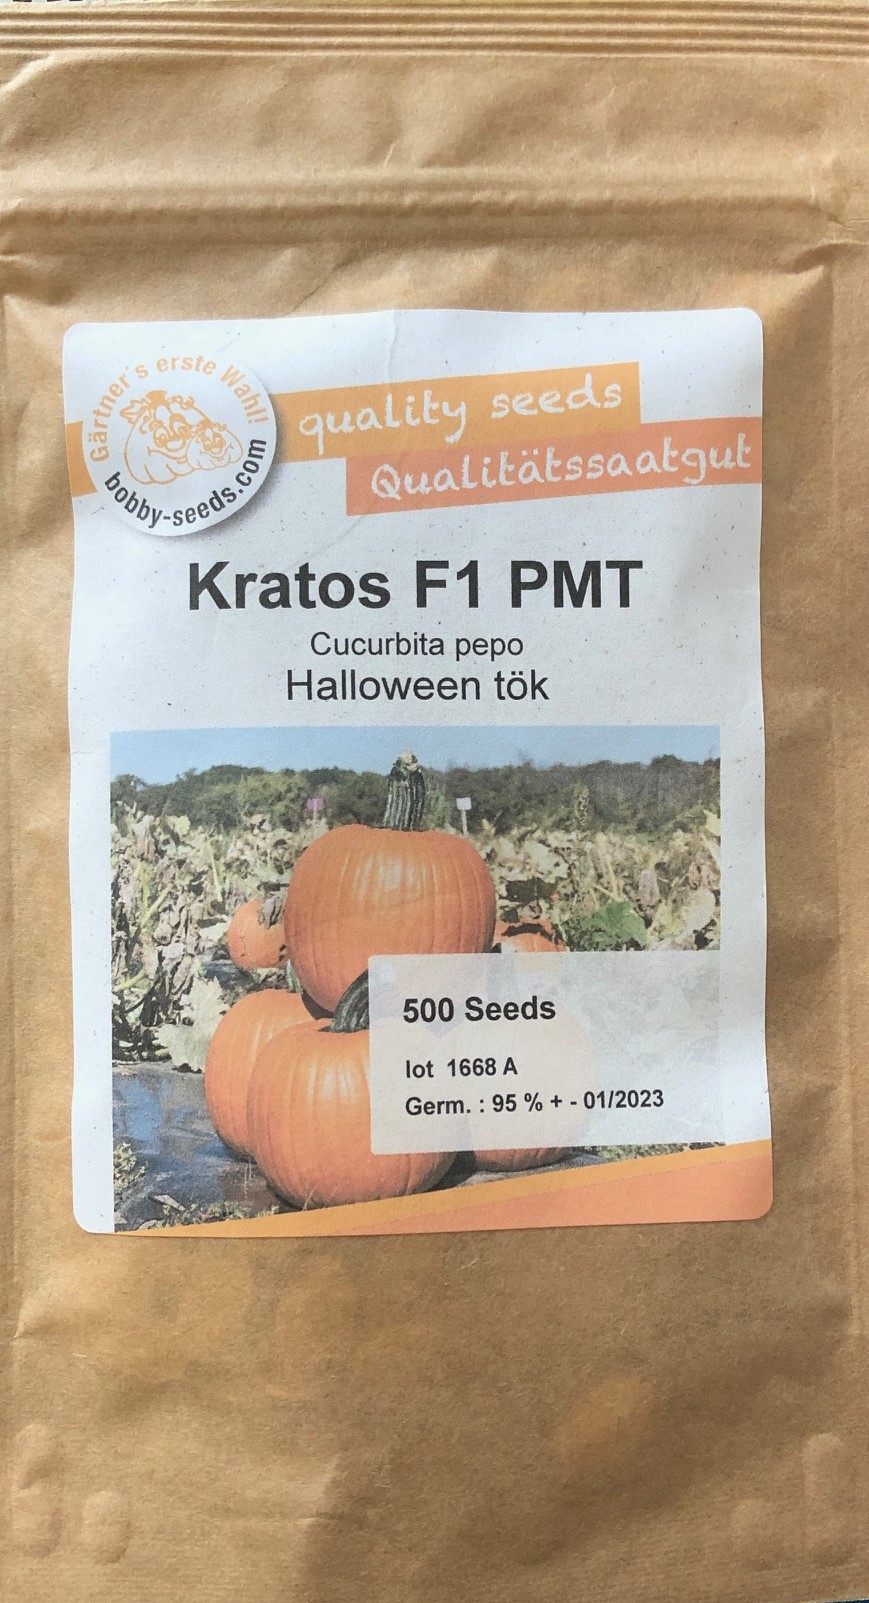 Gärtner's erste Wahl!
bobby-seeds.com
quality seeds
Qualitätssaatgut
Kratos F1 PMT
Cucurbita pepo
Halloween tök
500 Seeds
lot 1668 A
Germ. : 95 % + - 01/2023